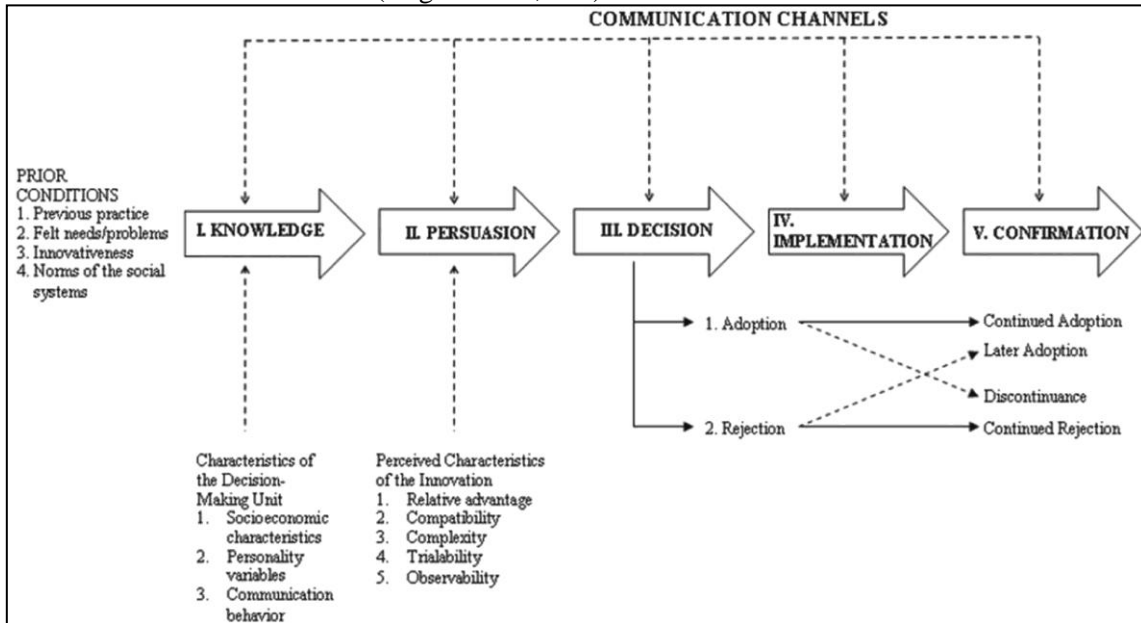 COMMUNICATION CHANNELS
PRIOR
CONDITIONS
1. Previous practice
2. Felt needs/problems
3. Innovativeness
4. Norms of the social
systems
I. KNOWLEDGE
II. PERSUASION
III. DECISION
IV.
IMPLEMENTATION
V. CONFIRMATION
1. Adoption
2. Rejection
Continued Adoption
Later Adoption
Discontinuance
Continued Rejection
Characteristics of
the Decision-
Making Unit
1. Socioeconomic
characteristics
2. Personality
variables
3. Communication
behavior
Perceived Characteristics
of the Innovation
1. Relative advantage
2. Compatibility
3. Complexity
4. Trialability
5. Observability